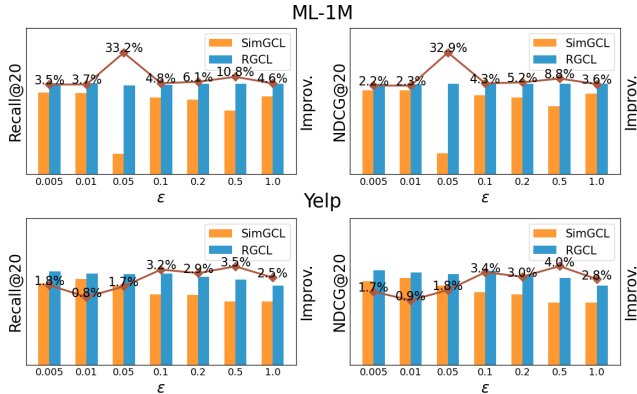 ML-1M
Recall@20
3.5% 3.7% 33.2% 4.8% 6.1% 10.8% 4.6%
SimGCL
RGCL
Improv.
0.005 0.01 0.05 0.1 0.2 0.5 1.0
ε
NDCG@20
2.2% 2.3% 32.9% 4.3% 5.2% 8.8% 3.6%
SimGCL
RGCL
Improv.
0.005 0.01 0.05 0.1 0.2 0.5 1.0
ε
Yelp
Recall@20
1.8% 0.8% 1.7% 3.2% 2.9% 3.5% 2.5%
SimGCL
RGCL
Improv.
0.005 0.01 0.05 0.1 0.2 0.5 1.0
ε
NDCG@20
1.7% 0.9% 1.8% 3.4% 3.0% 4.0% 2.8%
SimGCL
RGCL
Improv.
0.005 0.01 0.05 0.1 0.2 0.5 1.0
ε